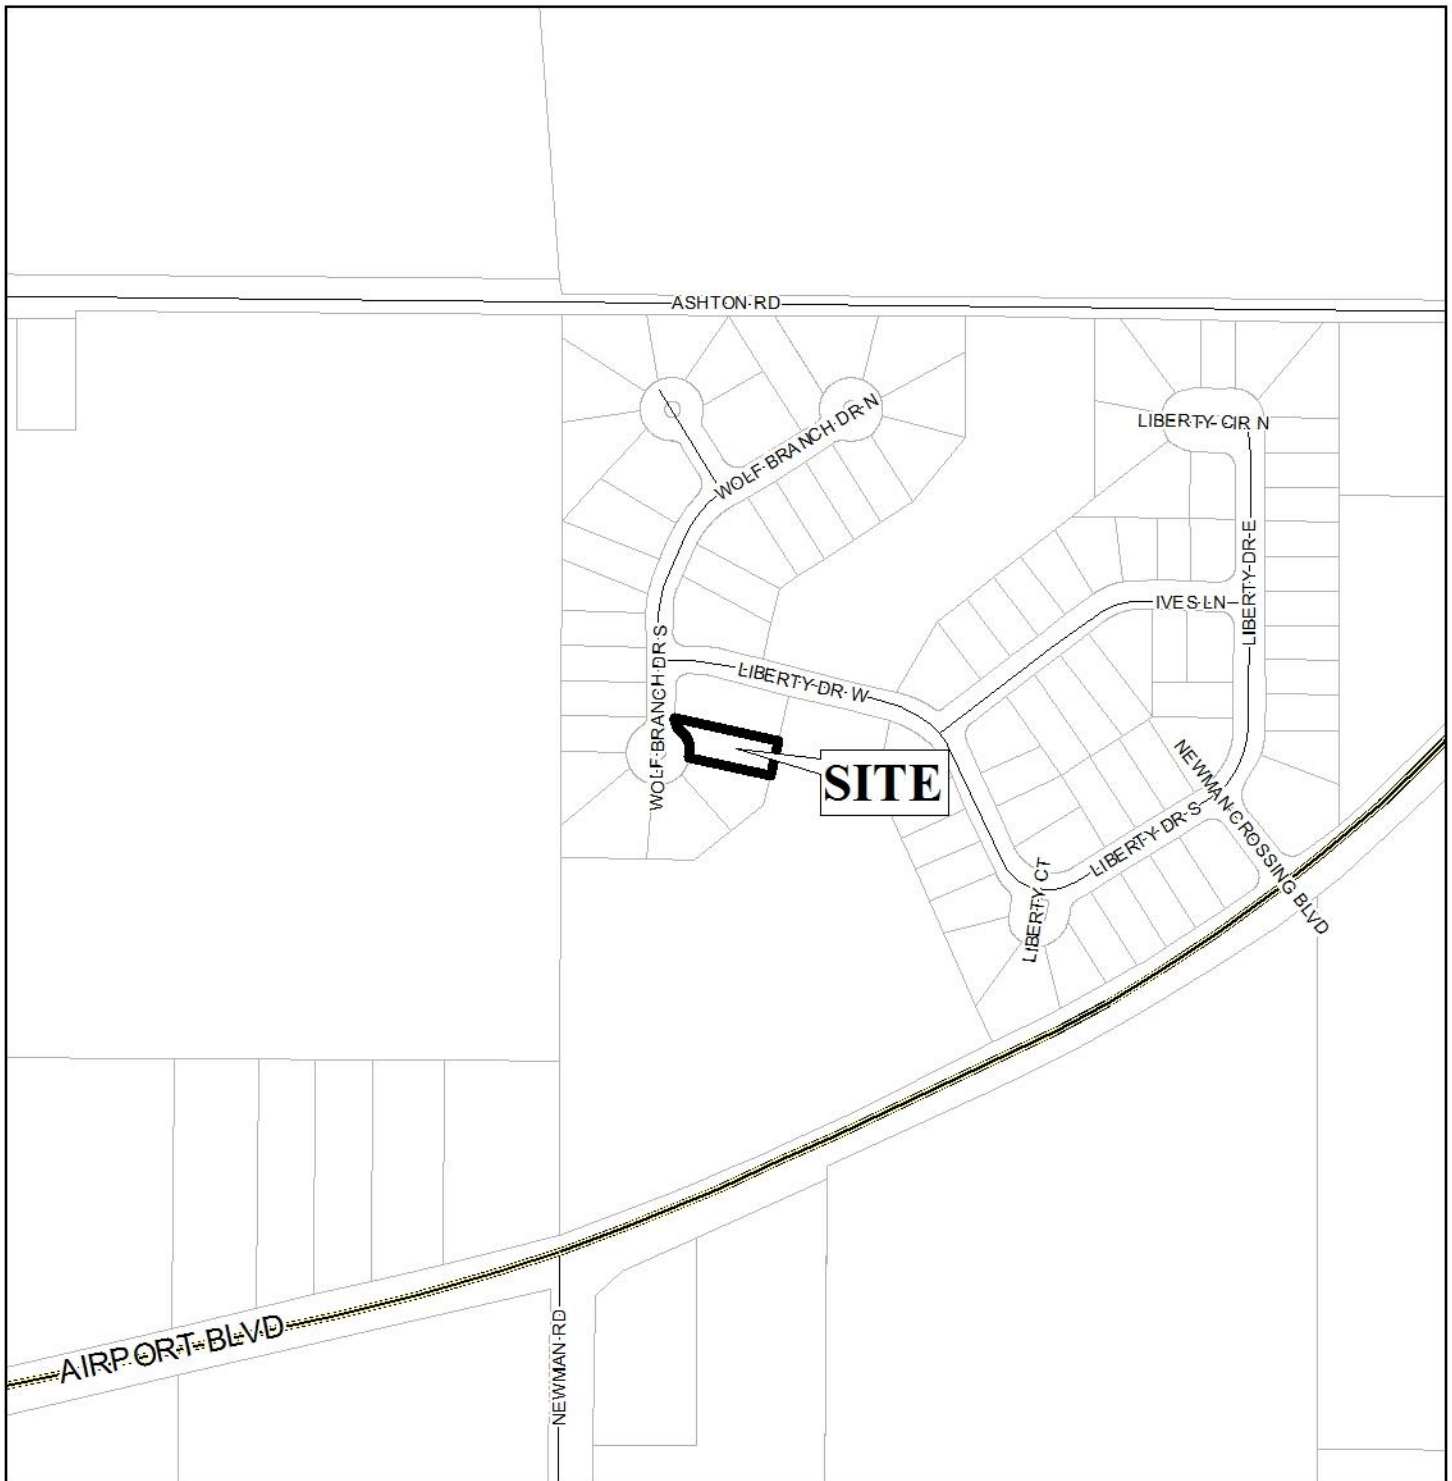 ASHTON RD
WOLF BRANCH DR N
LIBERTY CIR N
LIBERTY DR E
IVES LN
WOLF BRANCH DR S
LIBERTY DR W
SITE
NEWMAN CROSSING BLVD
LIBERTY DR S
LIBERTY CT
AIRPORT BLVD
NEWMAN RD